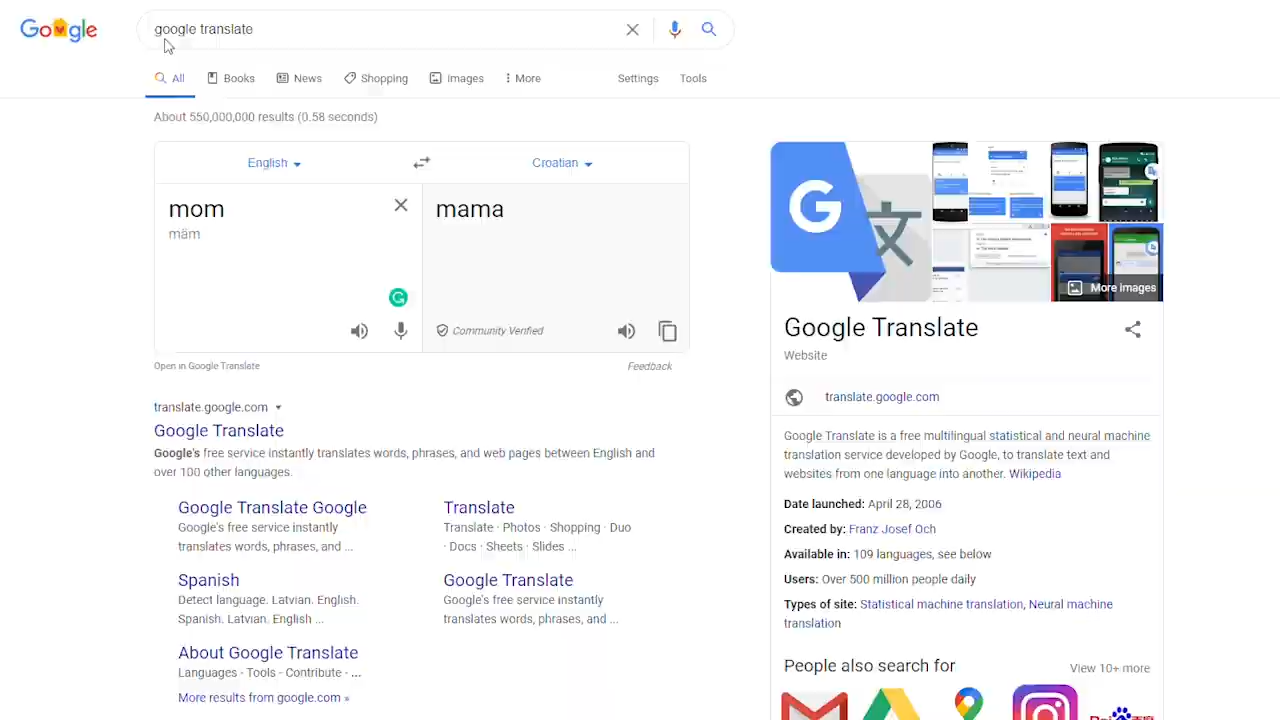 Google
google translate
All Books News Shopping Images More Settings Tools
About 550,000,000 results (0.58 seconds)
English Croatian
mom
mäm
mama
Community Verified
Open in Google Translate
Feedback
translate.google.com
Google Translate
Google's free service instantly translates words, phrases, and web pages between English and
over 100 other languages.
Google Translate Google
Google's free service instantly
translates words, phrases, and ...
Translate
Translate · Photos · Shopping · Duo
· Docs · Sheets · Slides ...
Spanish
Detect language. Latvian. English.
Spanish. Latvian. English ...
Google Translate
Google's free service instantly
translates words, phrases, and ...
About Google Translate
Languages - Tools - Contribute - ...
More results from google.com »
G
文
More images
Google Translate
Website
translate.google.com
Google Translate is a free multilingual statistical and neural machine
translation service developed by Google, to translate text and
websites from one language into another. Wikipedia
Date launched: April 28, 2006
Created by: Franz Josef Och
Available in: 109 languages, see below
Users: Over 500 million people daily
Types of site: Statistical machine translation, Neural machine
translation
People also search for
View 10+ more